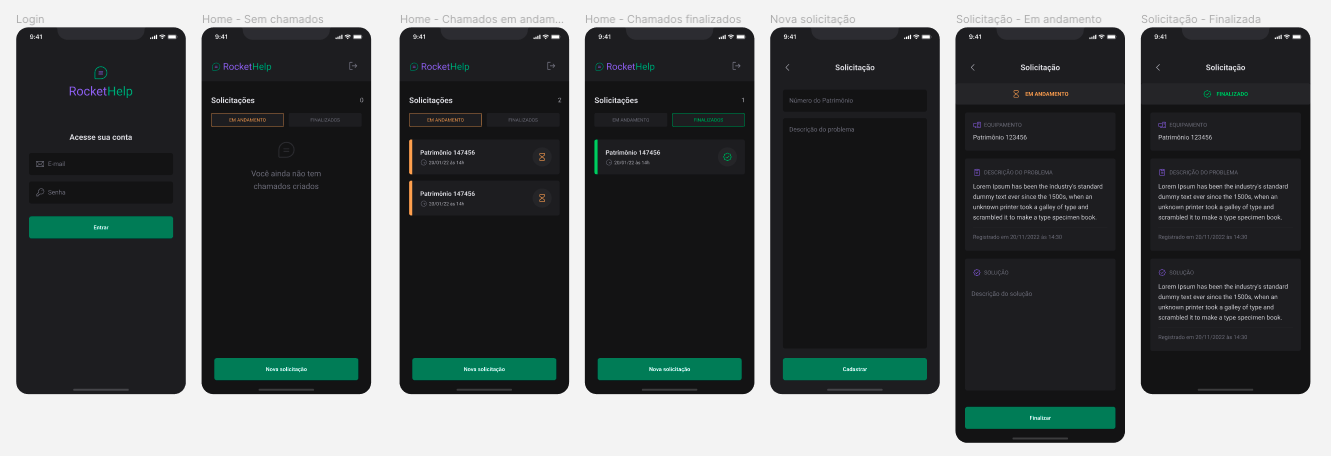 Login
9:41
RocketHelp
Acesse sua conta
E-mail
Senha
Entrar
Home - Sem chamados
9:41
RocketHelp
Solicitações 0
EM ANDAMENTO FINALIZADOS
Você ainda não tem
chamados criados
Nova solicitação
Home - Chamados em andam...
9:41
RocketHelp
Solicitações 2
EM ANDAMENTO FINALIZADOS
Patrimônio 147456
20/01/22 às 14h
Patrimônio 147456
20/01/22 às 14h
Nova solicitação
Home - Chamados finalizados
9:41
RocketHelp
Solicitações 1
EM ANDAMENTO FINALIZADOS
Patrimônio 147456
20/01/22 às 14h
Nova solicitação
Nova solicitação
9:41
Solicitação
Número do Patrimônio
Descrição do problema
Cadastrar
Solicitação - Em andamento
9:41
Solicitação
EM ANDAMENTO
EQUIPAMENTO
Patrimônio 123456
DESCRIÇÃO DO PROBLEMA
Lorem Ipsum has been the industry's standard
dummy text ever since the 1500s, when an
unknown printer took a galley of type and
scrambled it to make a type specimen book.
Registrado em 20/11/2022 às 14:30
SOLUÇÃO
Descrição do solução
Finalizar
Solicitação - Finalizada
9:41
Solicitação
FINALIZADO
EQUIPAMENTO
Patrimônio 123456
DESCRIÇÃO DO PROBLEMA
Lorem Ipsum has been the industry's standard
dummy text ever since the 1500s, when an
unknown printer took a galley of type and
scrambled it to make a type specimen book.
Registrado em 20/11/2022 às 14:30
SOLUÇÃO
Lorem Ipsum has been the industry's standard
dummy text ever since the 1500s, when an
unknown printer took a galley of type and
scrambled it to make a type specimen book.
Registrado em 20/11/2022 às 14:30